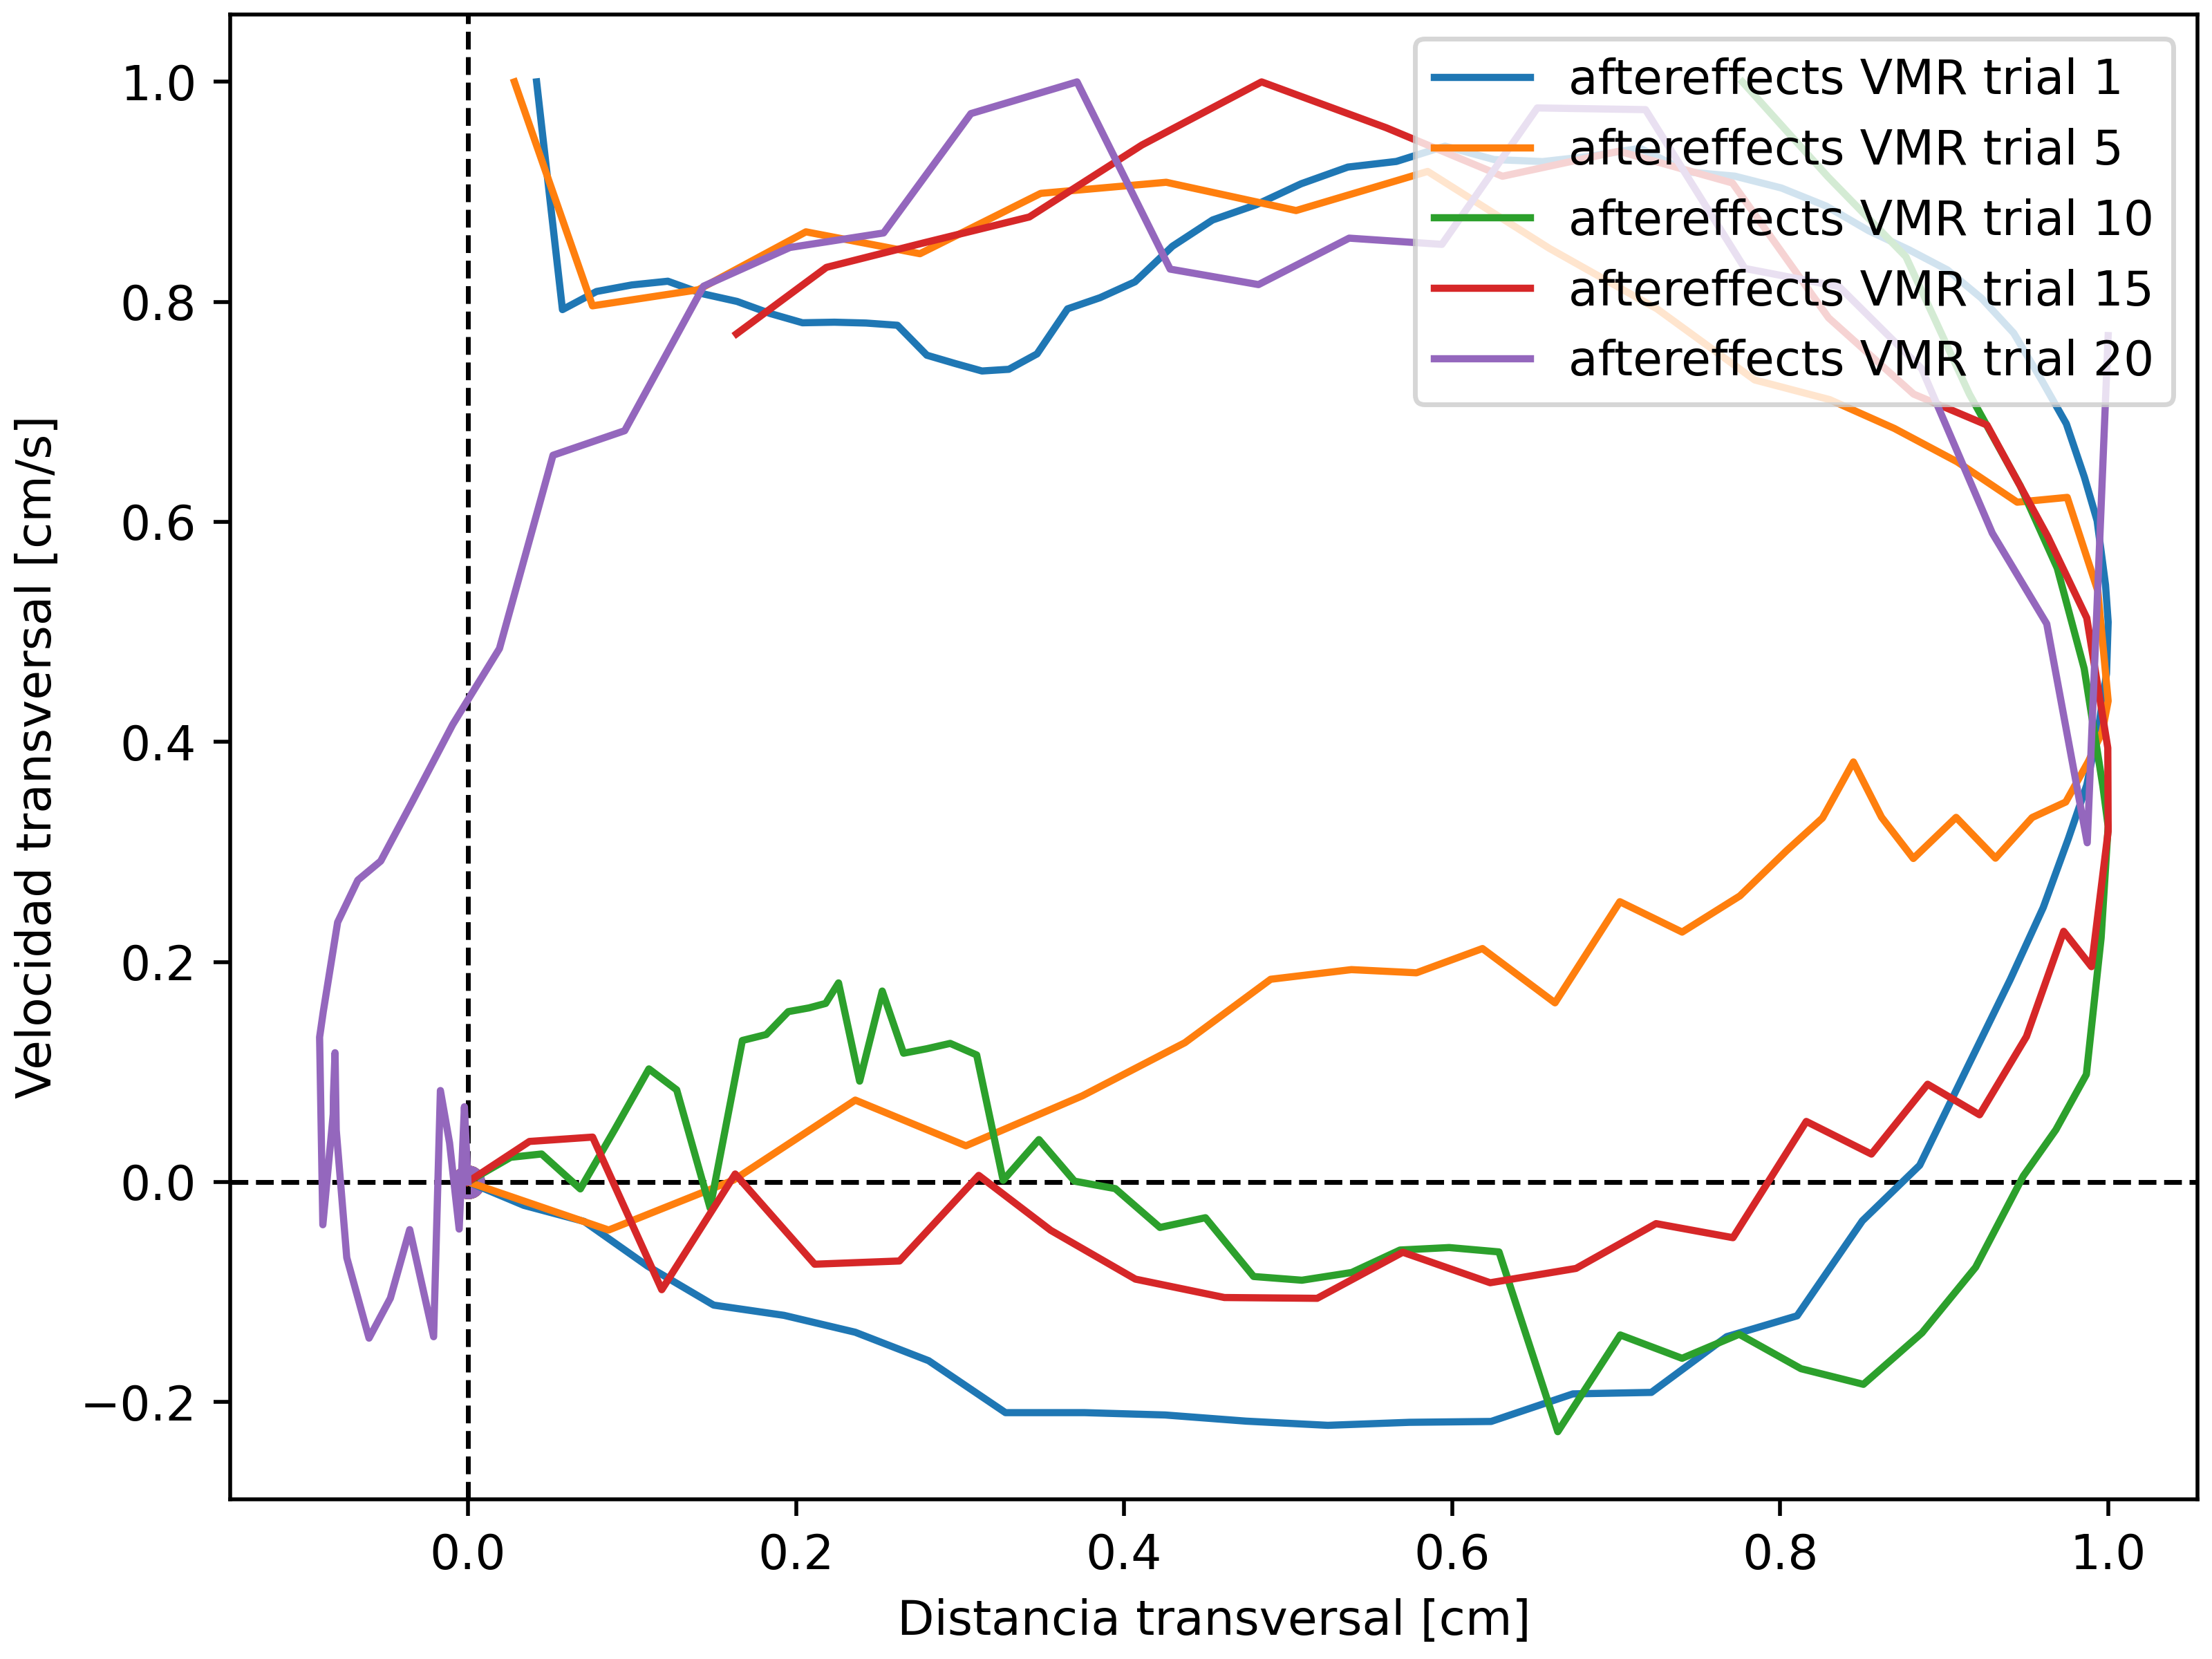 aftereffects VMR trial 1
aftereffects VMR trial 5
aftereffects VMR trial 10
aftereffects VMR trial 15
aftereffects VMR trial 20
Velocidad transversal [cm/s]
1.0
0.8
0.6
0.4
0.2
0.0
−0.2
0.0 0.2 0.4 0.6 0.8 1.0
Distancia transversal [cm]